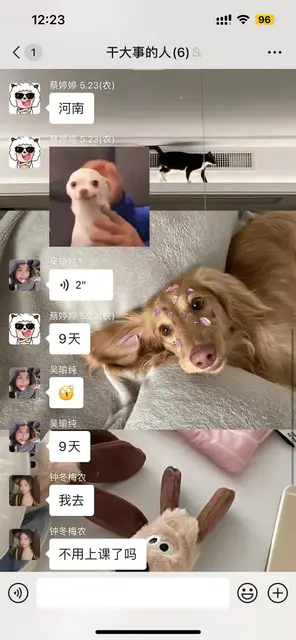 12:23
96
1
干大事的人(6)
蔡婷婷 5.23(农)
河南
蔡婷婷 5.23(农)
吴瑜纯
2"
蔡婷婷 5.23(农)
9天
吴瑜纯
吴瑜纯
9天
钟冬梅农
我去
钟冬梅农
不用上课了吗